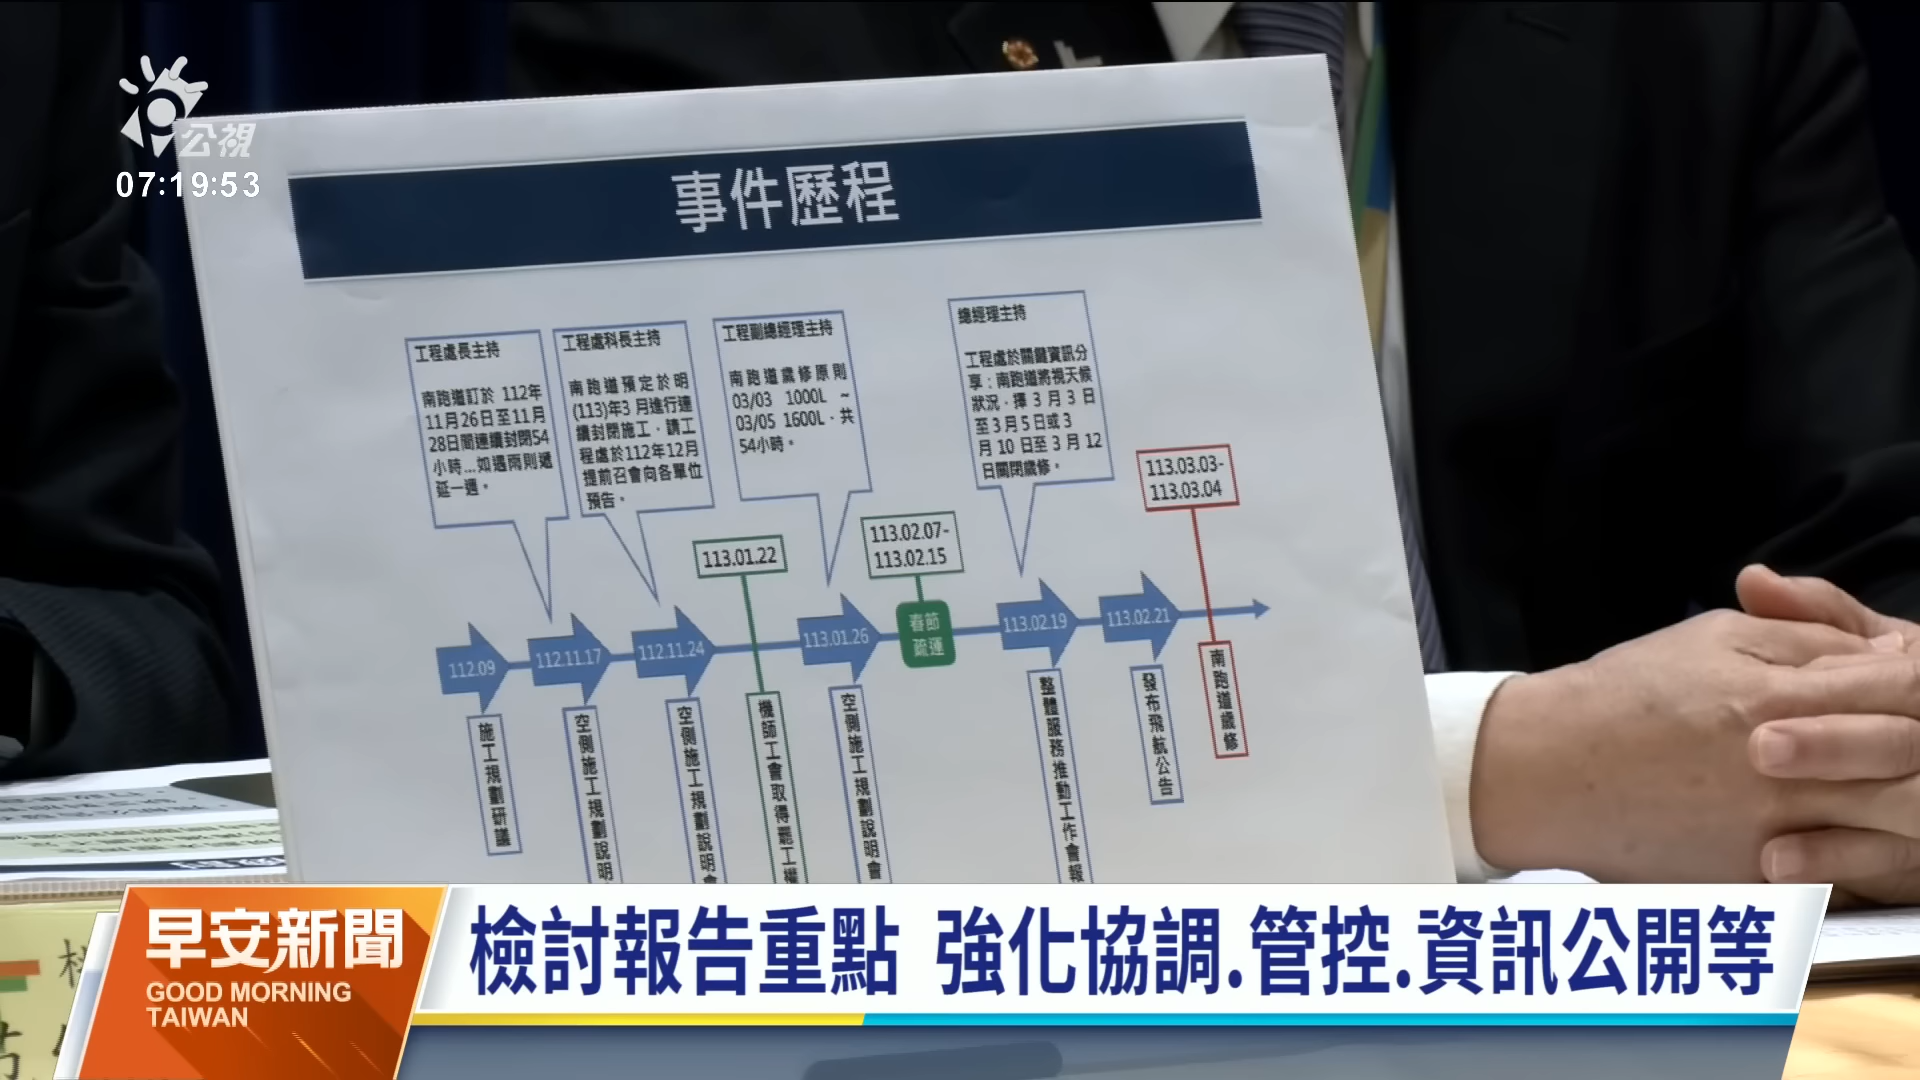 公視
07:19:53
事件歷程
工程處長主持
南跑道訂於 112年
11月26日至11月
28日間連續封閉54
小時...如遇雨則遞
延一週。
工程處科長主持
南跑道預定於明
(113)年3月進行連
續封閉施工，請工
程處於112年12月
提前召會向各單位
預告。
工程副總經理主持
南跑道歲修原則
03/03 1000L ~
03/05 1600L，共
54小時。
總經理主持
工程處於關鍵資訊分
享：南跑道將視天候
狀況，擇 3 月 3 日
至3月5日或 3
月 10 日至 3 月 12
日關閉歲修。
113.01.22
113.02.07-
113.02.15
113.03.03-
113.03.04
112.09
112.11.17
112.11.24
113.01.26
春節
疏運
113.02.19
113.02.21
施工規劃研議
空側施工規劃說明
空側施工規劃說明會
機師工會取得罷工權
空側施工規劃說明會
整體服務推動工作會報
發布飛航公告
南跑道歲修
早安新聞
GOOD MORNING
TAIWAN
檢討報告重點 強化協調.管控.資訊公開等